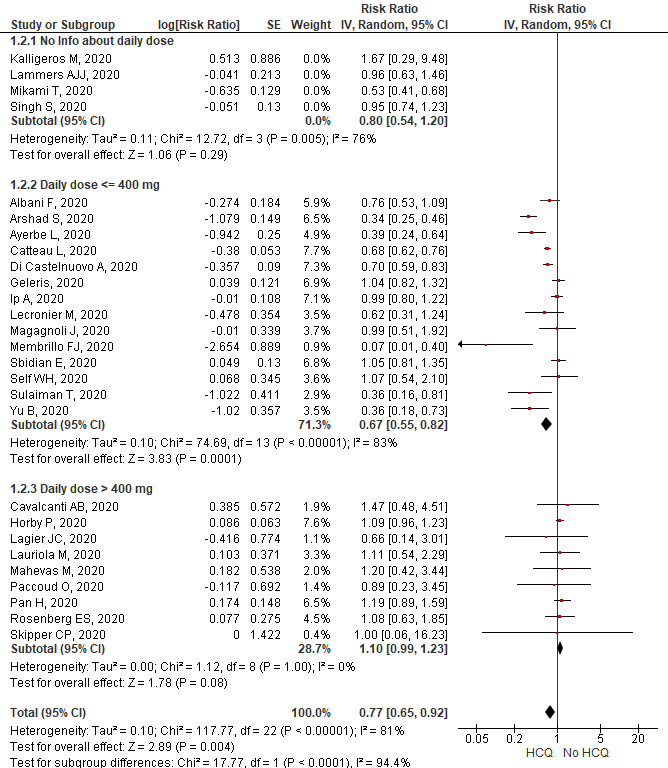 Risk Ratio Risk Ratio
Study or Subgroup log[Risk Ratio] SE Weight IV, Random, 95% CI IV, Random, 95% CI
1.2.1 No Info about daily dose
Kalligeros M, 2020 0.513 0.886 0.0% 1.67 [0.29, 9.48]
Lammers AJJ, 2020 -0.041 0.213 0.0% 0.96 [0.63, 1.46]
Mikami T, 2020 -0.635 0.129 0.0% 0.53 [0.41, 0.68]
Singh S, 2020 -0.051 0.13 0.0% 0.95 [0.74, 1.23]
Subtotal (95% CI) 0.0% 0.80 [0.54, 1.20]
Heterogeneity: Tau² = 0.11; Chi² = 12.72, df = 3 (P = 0.005); I² = 76%
Test for overall effect: Z = 1.06 (P = 0.29)
1.2.2 Daily dose <= 400 mg
Albani F, 2020 -0.274 0.184 5.9% 0.76 [0.53, 1.09]
Arshad S, 2020 -1.079 0.149 6.5% 0.34 [0.25, 0.46]
Ayerbe L, 2020 -0.942 0.25 4.9% 0.39 [0.24, 0.64]
Catteau L, 2020 -0.38 0.053 7.7% 0.68 [0.62, 0.76]
Di Castelnuovo A, 2020 -0.357 0.09 7.3% 0.70 [0.59, 0.83]
Geleris, 2020 0.039 0.121 6.9% 1.04 [0.82, 1.32]
Ip A, 2020 -0.01 0.108 7.1% 0.99 [0.80, 1.22]
Lecronier M, 2020 -0.478 0.354 3.5% 0.62 [0.31, 1.24]
Magagnoli J, 2020 -0.01 0.339 3.7% 0.99 [0.51, 1.92]
Membrillo FJ, 2020 -2.654 0.889 0.9% 0.07 [0.01, 0.40]
Sbidian E, 2020 0.049 0.13 6.8% 1.05 [0.81, 1.35]
Self WH, 2020 0.068 0.345 3.6% 1.07 [0.54, 2.10]
Sulaiman T, 2020 -1.022 0.411 2.9% 0.36 [0.16, 0.81]
Yu B, 2020 -1.02 0.357 3.5% 0.36 [0.18, 0.73]
Subtotal (95% CI) 71.3% 0.67 [0.55, 0.82]
Heterogeneity: Tau² = 0.10; Chi² = 74.69, df = 13 (P < 0.00001); I² = 83%
Test for overall effect: Z = 3.83 (P = 0.0001)
1.2.3 Daily dose > 400 mg
Cavalcanti AB, 2020 0.385 0.572 1.9% 1.47 [0.48, 4.51]
Horby P, 2020 0.086 0.063 7.6% 1.09 [0.96, 1.23]
Lagier JC, 2020 -0.416 0.774 1.1% 0.66 [0.14, 3.01]
Lauriola M, 2020 0.103 0.371 3.3% 1.11 [0.54, 2.29]
Mahevas M, 2020 0.182 0.538 2.0% 1.20 [0.42, 3.44]
Paccoud O, 2020 -0.117 0.692 1.4% 0.89 [0.23, 3.45]
Pan H, 2020 0.174 0.148 6.5% 1.19 [0.89, 1.59]
Rosenberg ES, 2020 0.077 0.275 4.5% 1.08 [0.63, 1.85]
Skipper CP, 2020 0 1.422 0.4% 1.00 [0.06, 16.23]
Subtotal (95% CI) 28.7% 1.10 [0.99, 1.23]
Heterogeneity: Tau² = 0.00; Chi² = 1.12, df = 8 (P = 1.00); I² = 0%
Test for overall effect: Z = 1.78 (P = 0.08)
Total (95% CI) 100.0% 0.77 [0.65, 0.92]
Heterogeneity: Tau² = 0.10; Chi² = 117.77, df = 22 (P < 0.00001); I² = 81%
Test for overall effect: Z = 2.89 (P = 0.004)
Test for subgroup differences: Chi² = 17.77, df = 1 (P < 0.0001), I² = 94.4%
0.05 0.2 1 5 20
HCQ No HCQ